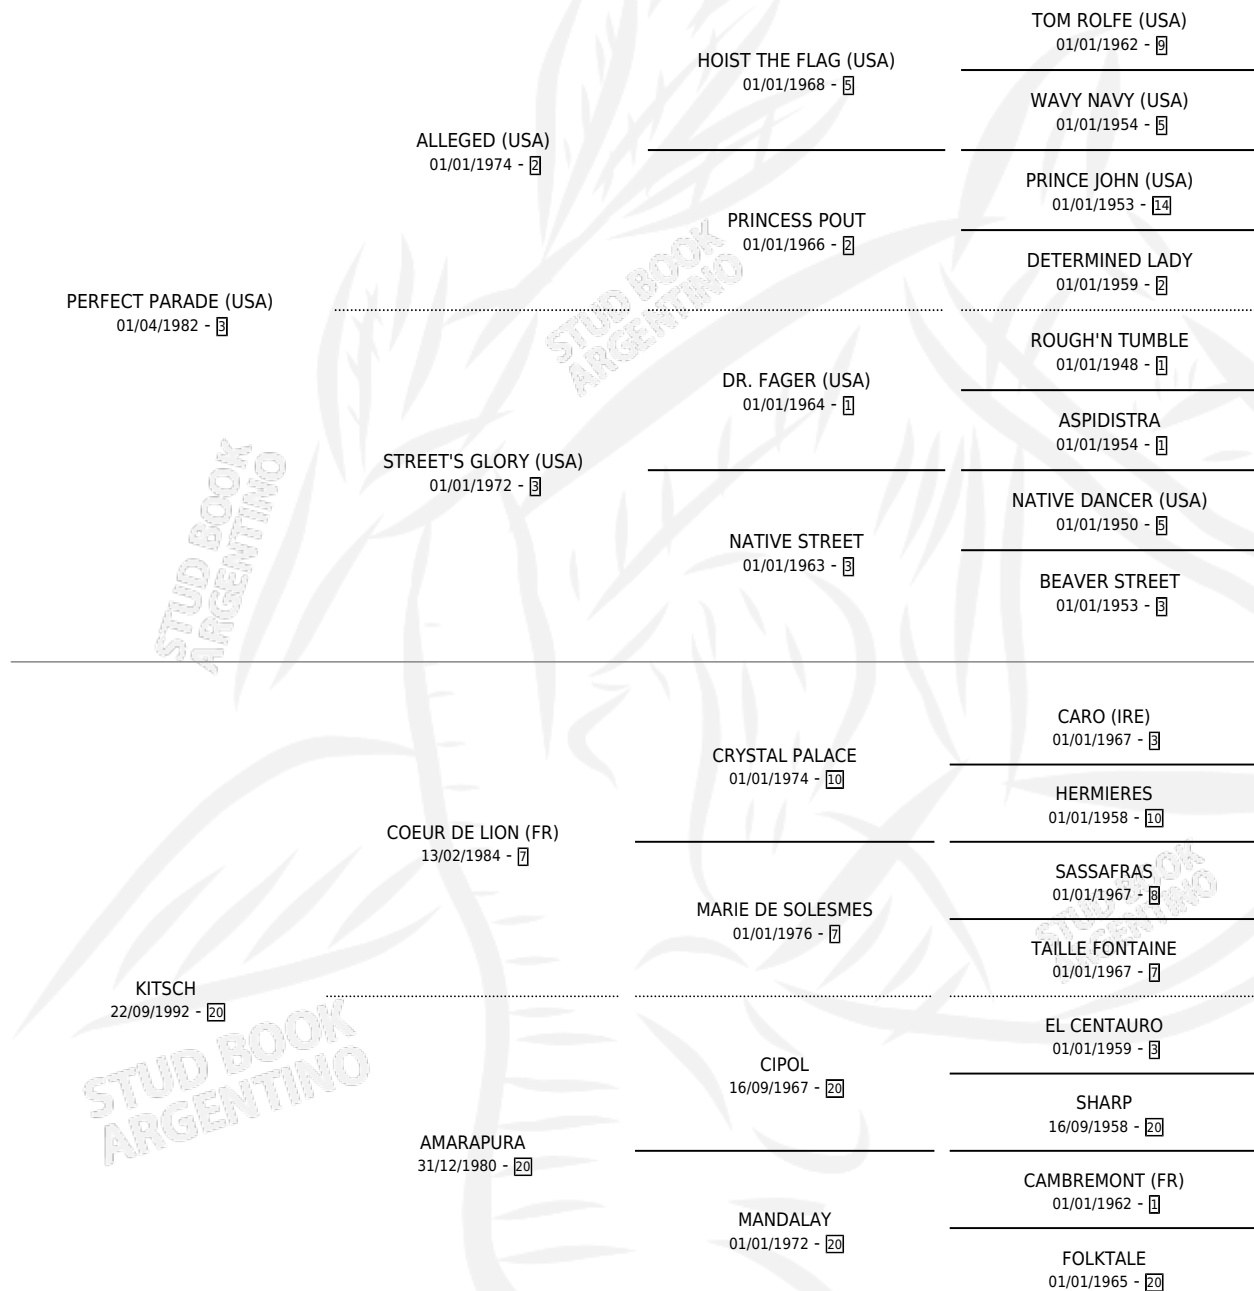 TOM ROLFE (USA)
01/01/1962 - 9
HOIST THE FLAG (USA)
01/01/1968 - 5
WAVY NAVY (USA)
01/01/1954 - 5
ALLEGED (USA)
01/01/1974 - 2
PRINCE JOHN (USA)
01/01/1953 - 14
PRINCESS POUT
01/01/1966 - 2
DETERMINED LADY
01/01/1959 - 2
PERFECT PARADE (USA)
01/04/1982 - 3
ROUGH'N TUMBLE
01/01/1948 - 1
DR. FAGER (USA)
01/01/1964 - 1
ASPIDISTRA
01/01/1954 - 1
STREET'S GLORY (USA)
01/01/1972 - 3
NATIVE DANCER (USA)
01/01/1950 - 5
NATIVE STREET
01/01/1963 - 3
BEAVER STREET
01/01/1953 - 3
STUD BOOK
ARGENTINO
STUD BOOK
ARGENTINO
CARO (IRE)
01/01/1967 - 3
CRYSTAL PALACE
01/01/1974 - 10
HERMIERES
01/01/1958 - 10
COEUR DE LION (FR)
13/02/1984 - 7
SASSAFRAS
01/01/1967 - 8
MARIE DE SOLESMES
01/01/1976 - 7
TAILLE FONTAINE
01/01/1967 - 7
STUD BOOK
ARGENTINO
KITSCH
22/09/1992 - 20
EL CENTAURO
01/01/1959 - 3
CIPOL
16/09/1967 - 20
SHARP
16/09/1958 - 20
AMARAPURA
31/12/1980 - 20
CAMBREMONT (FR)
01/01/1962 - 1
MANDALAY
01/01/1972 - 20
FOLKTALE
01/01/1965 - 20
STUD BOOK
ARGENTINO